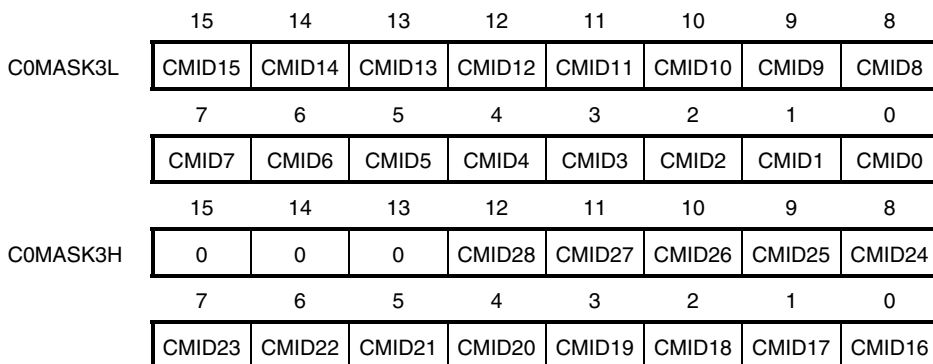 15 14 13 12 11 10 9 8
C0MASK3L CMID15 CMID14 CMID13 CMID12 CMID11 CMID10 CMID9 CMID8
7 6 5 4 3 2 1 0
CMID7 CMID6 CMID5 CMID4 CMID3 CMID2 CMID1 CMID0
15 14 13 12 11 10 9 8
C0MASK3H 0 0 0 CMID28 CMID27 CMID26 CMID25 CMID24
7 6 5 4 3 2 1 0
CMID23 CMID22 CMID21 CMID20 CMID19 CMID18 CMID17 CMID16